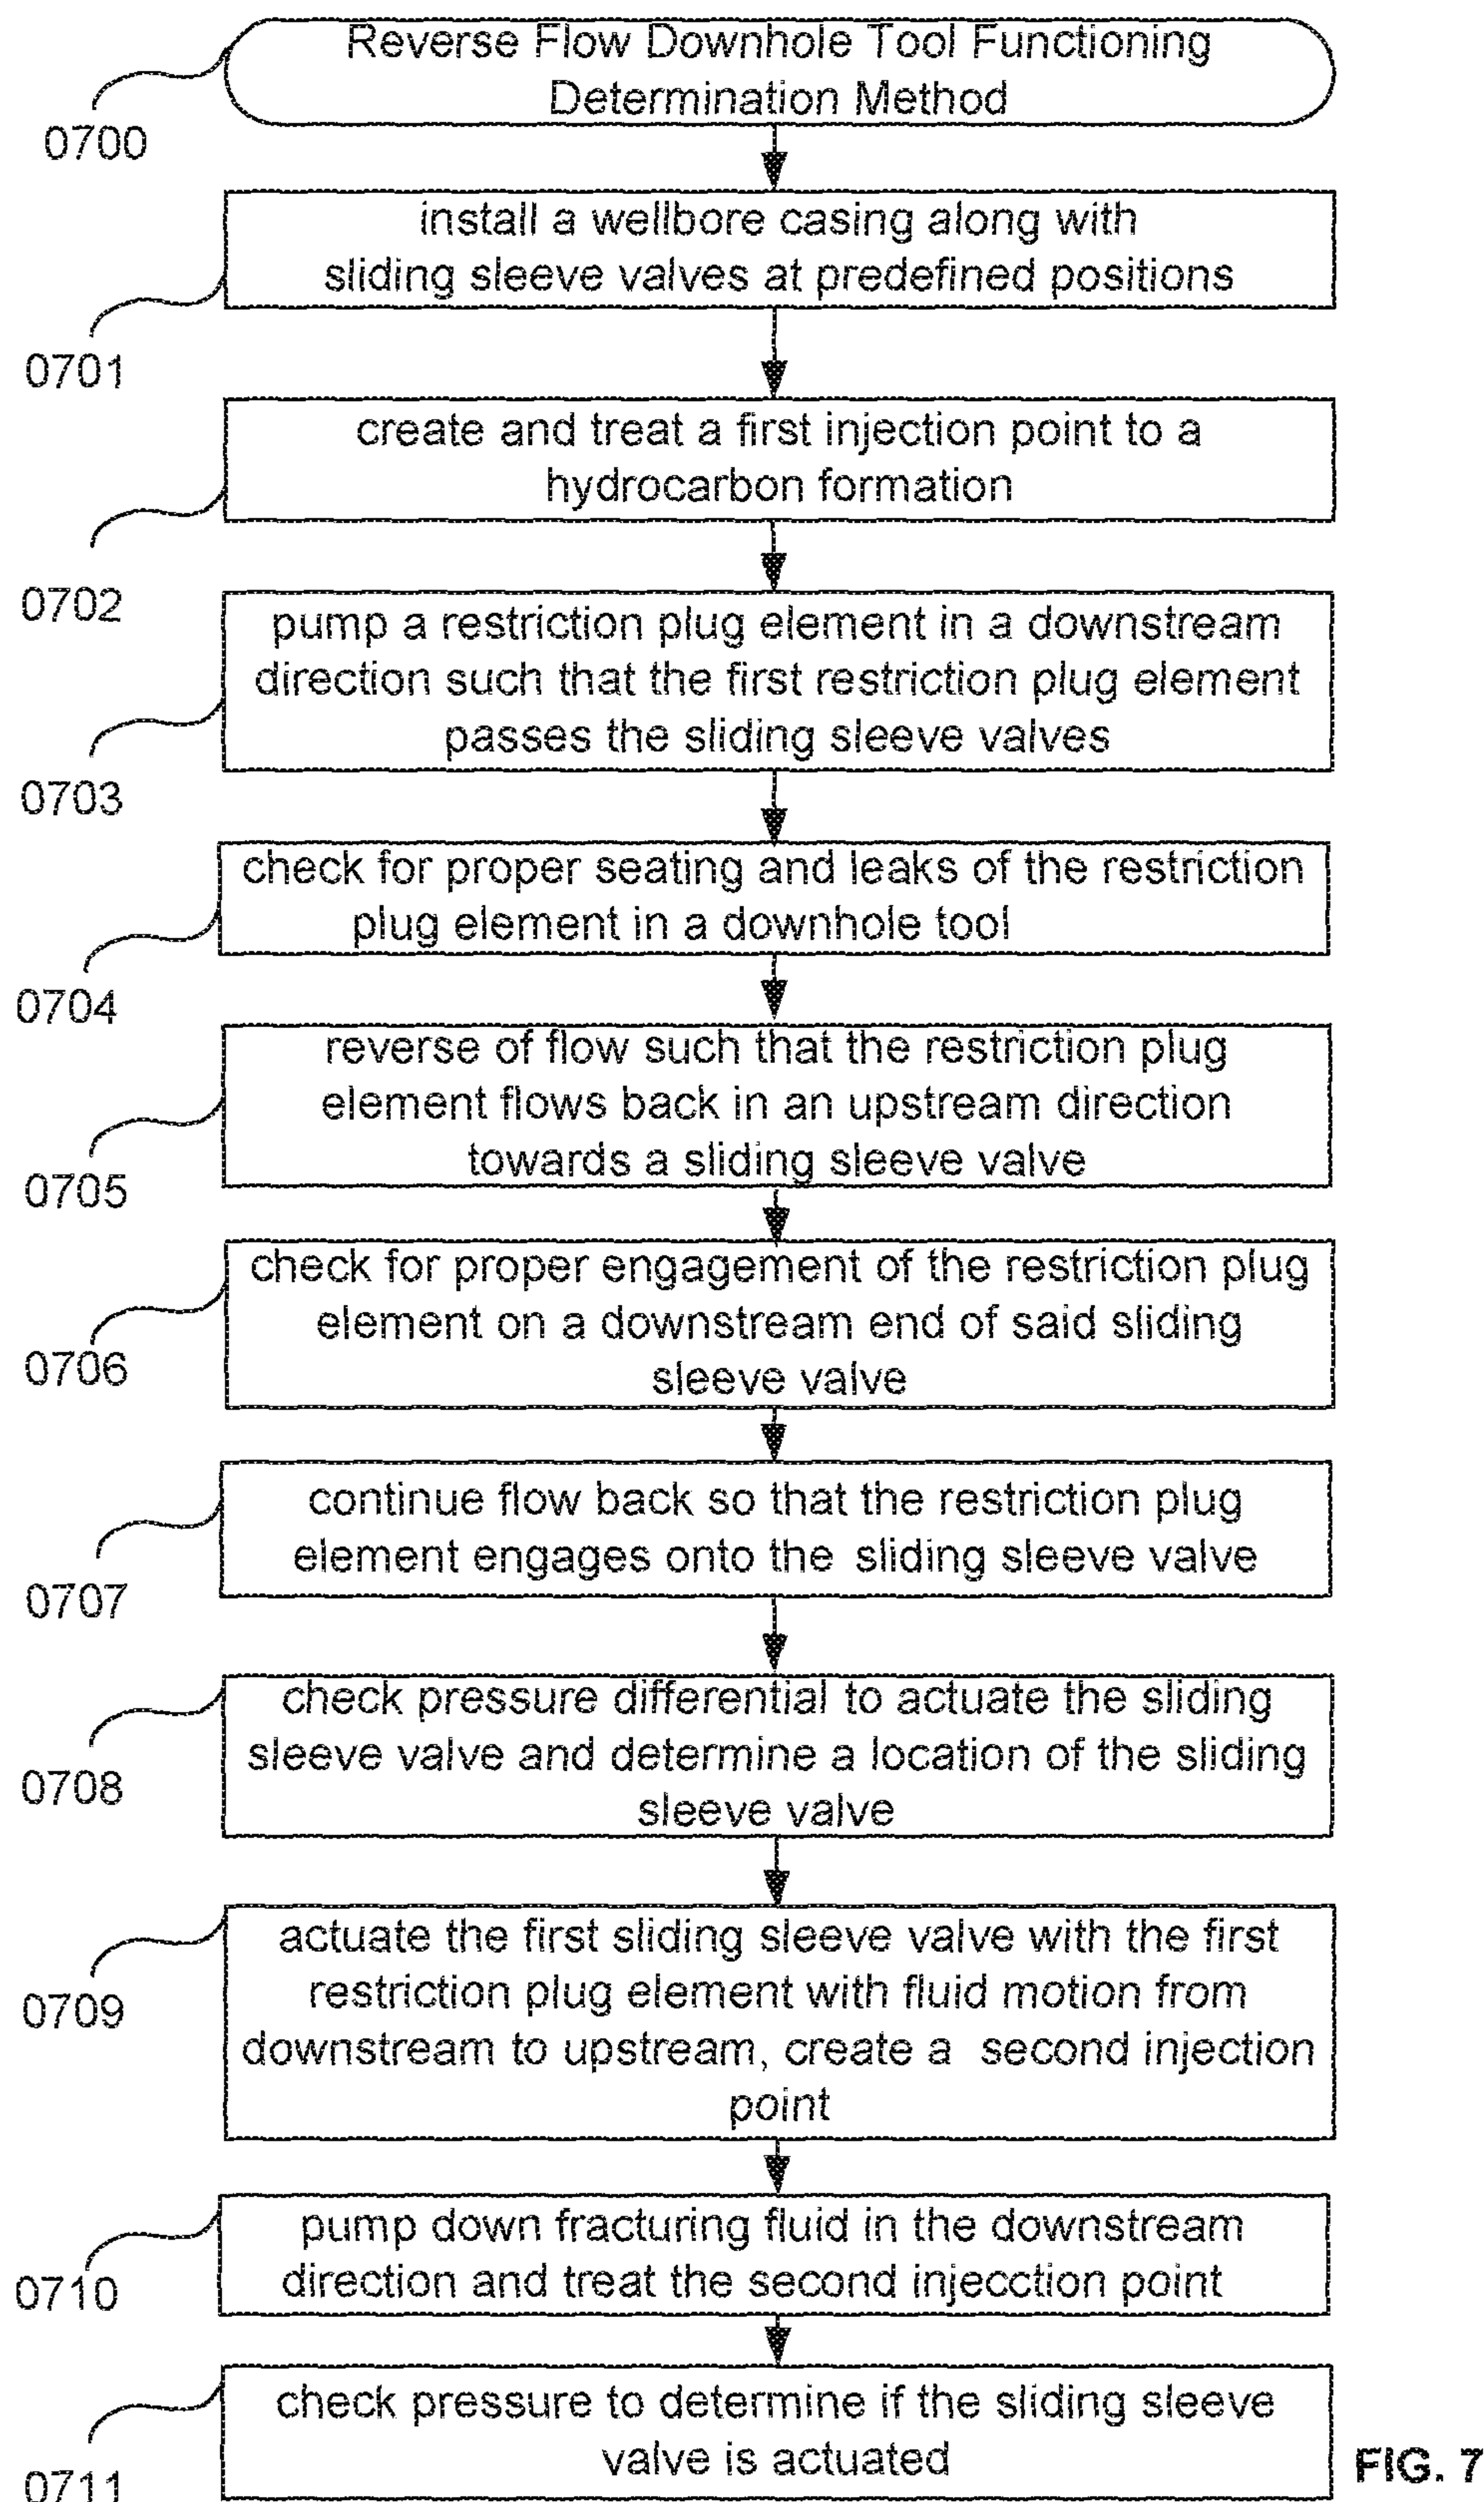 Reverse Flow Downhole Tool Functioning
Determination Method
0700
install a wellbore casing along with
sliding sleeve valves at predefined positions
0701
create and treat a first injection point to a
hydrocarbon formation
0702
pump a restriction plug element in a downstream
direction such that the first restriction plug element
passes the sliding sleeve valves
0703
check for proper seating and leaks of the restriction
plug element in a downhole tool
0704
reverse of flow such that the restriction plug
element flows back in an upstream direction
towards a sliding sleeve valve
0705
check for proper engagement of the restriction plug
element on a downstream end of said sliding
sleeve valve
0706
continue flow back so that the restriction plug
element engages onto the sliding sleeve valve
0707
check pressure differential to actuate the sliding
sleeve valve and determine a location of the sliding
sleeve valve
0708
actuate the first sliding sleeve valve with the first
restriction plug element with fluid motion from
downstream to upstream, create a second injection
point
0709
pump down fracturing fluid in the downstream
direction and treat the second injecction point
0710
check pressure to determine if the sliding sleeve
valve is actuated
0711
FIG. 7